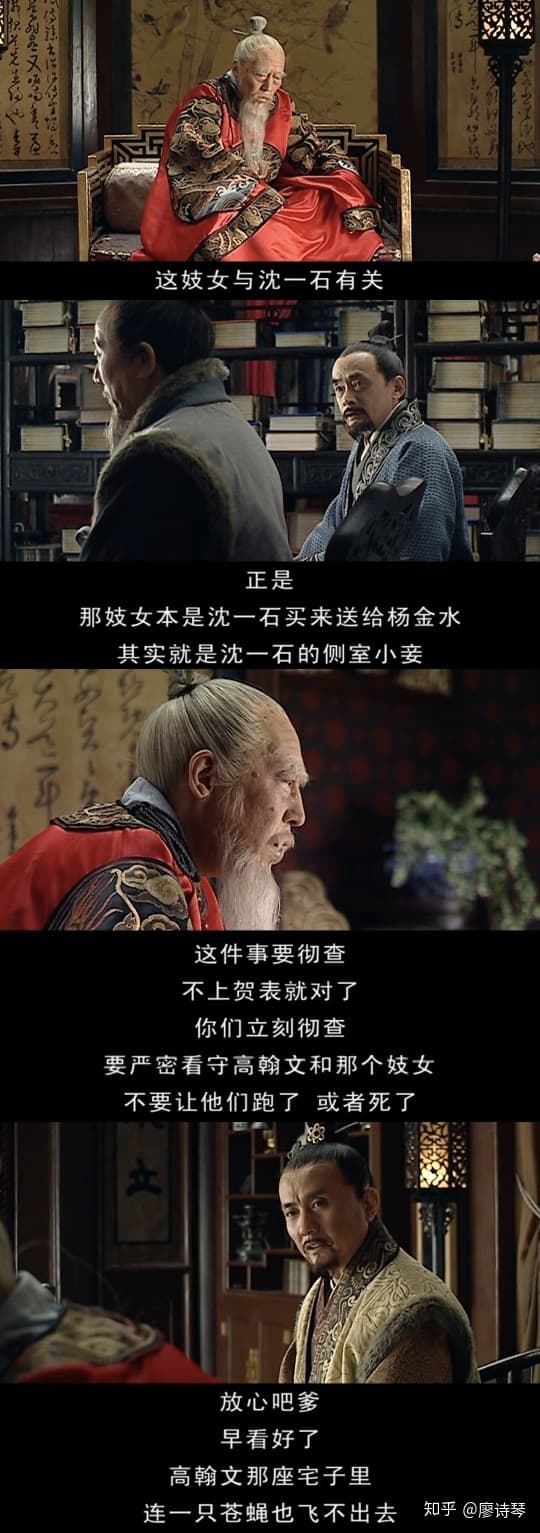 这妓女与沈一石有关
正是
那妓女本是沈一石买来送给杨金水
其实就是沈一石的侧室小妾
这件事要彻查
不上贺表就对了
你们立刻彻查
要严密看守高翰文和那个妓女
不要让他们跑了 或者死了
立
放心吧爹
早看好了
高翰文那座宅子里
连一只苍蝇也飞不出去
知乎 @廖诗琴